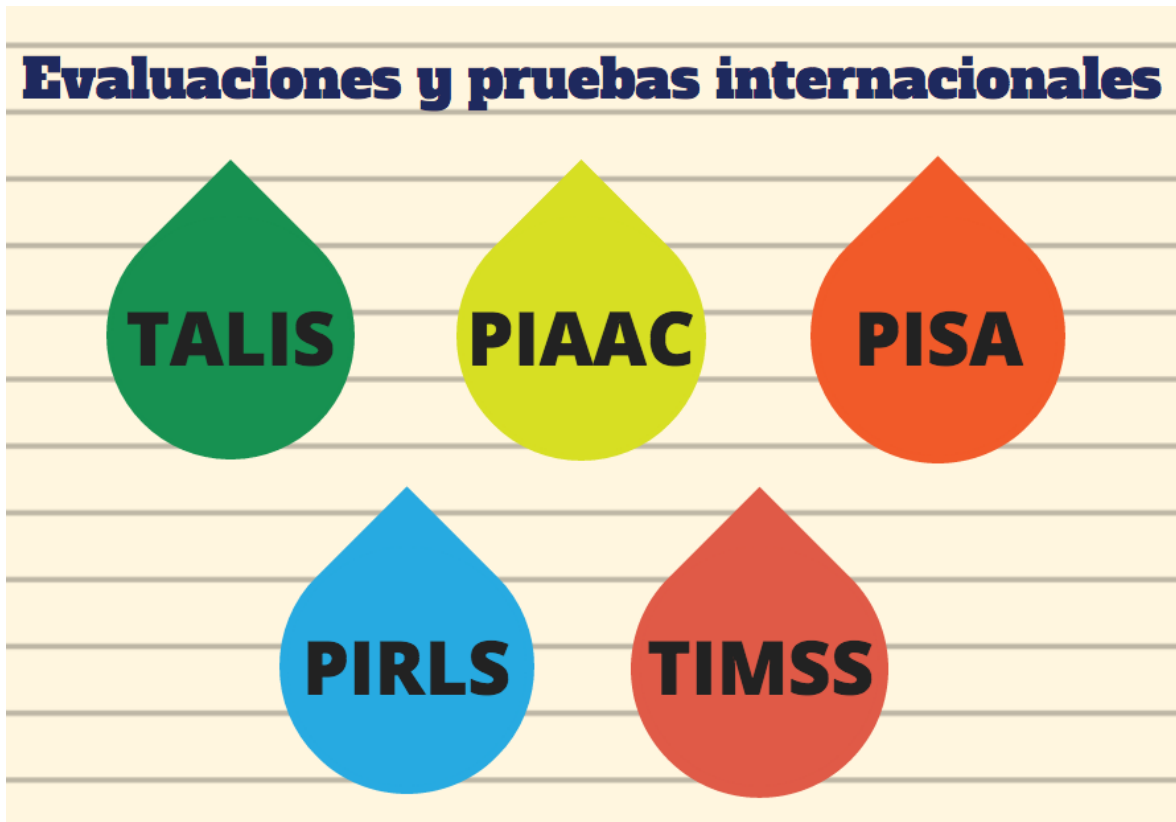 Evaluaciones y pruebas internacionales
TALIS
PIAAC
PISA
PIRLS
TIMSS